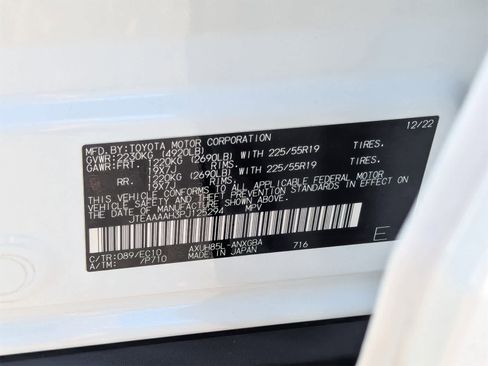 MFD.BY:TOYOTA MOTOR CORPORATION 12/22
GVWR:2230KG (4920LB)
GAWR:FRT. 1220KG (2690LB) WITH 225/55R19 TIRES.
19X7J RIMS.
RR. 1220KG (2690LB) WITH 225/55R19 TIRES.
19X7J RIMS.
THIS VEHICLE CONFORMS TO ALL APPLICABLE FEDERAL MOTOR
VEHICLE SAFETY, BUMPER AND THEFT PREVENTION STANDARDS IN EFFECT
ON THE DATE OF MANUFACTURE SHOWN ABOVE.
JTEAAAAH3PJ125294 MPV
C/TR:089/EC10 AXUH85L-ANXGBA
A/TM: /P710 MADE IN JAPAN 716 E